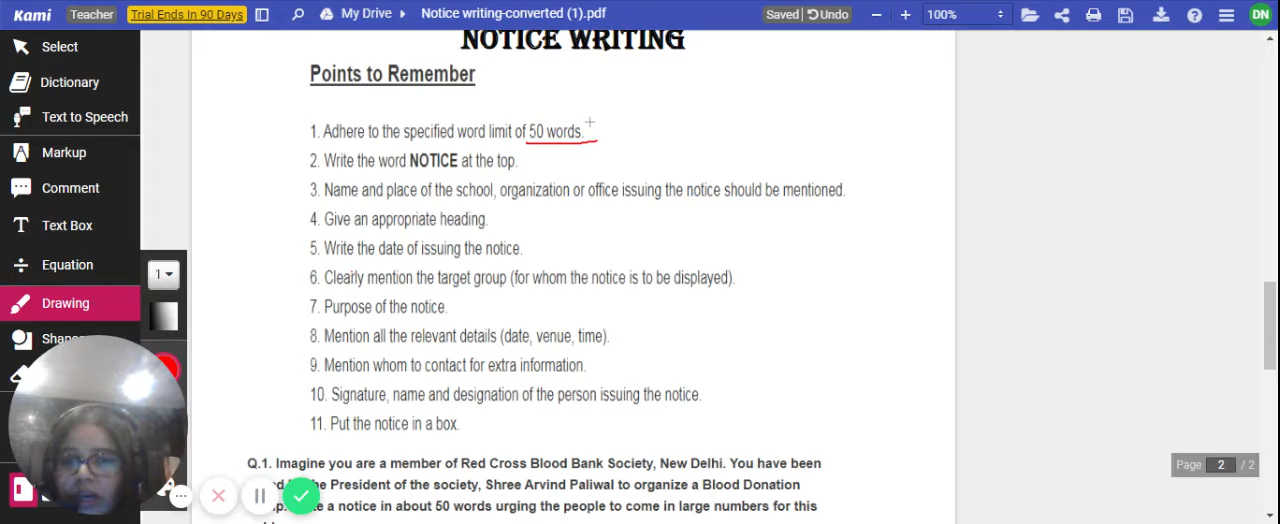 Kami
Teacher
Trial Ends In 90 Days
My Drive
Notice writing-converted (1).pdf
Saved
Undo
100%
DN
Select
Dictionary
Text to Speech
Markup
Comment
Text Box
Equation
Drawing
1
NOTICE WRITING
Points to Remember
1. Adhere to the specified word limit of 50 words.
2. Write the word NOTICE at the top.
3. Name and place of the school, organization or office issuing the notice should be mentioned.
4. Give an appropriate heading.
5. Write the date of issuing the notice.
6. Clearly mention the target group (for whom the notice is to be displayed).
7. Purpose of the notice.
8. Mention all the relevant details (date, venue, time).
9. Mention whom to contact for extra information.
10. Signature, name and designation of the person issuing the notice.
11. Put the notice in a box.
Q.1. Imagine you are a member of Red Cross Blood Bank Society, New Delhi. You have been
the President of the society, Shree Arvind Paliwal to organize a Blood Donation
a notice in about 50 words urging the people to come in large numbers for this
Page 2 / 2